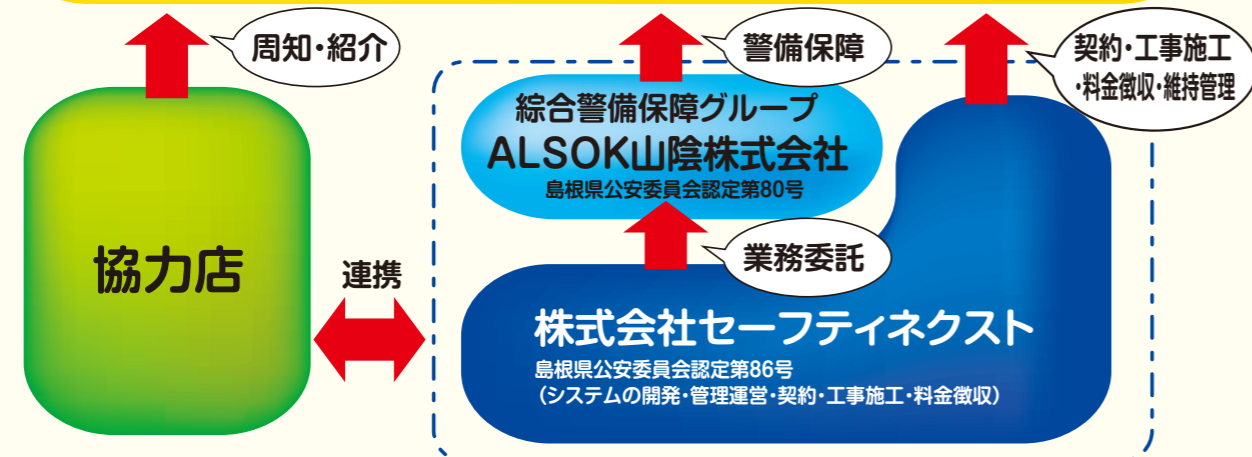 周知・紹介
警備保障
契約・工事施工
・料金徴収・維持管理
綜合警備保障グループ
ALSOK山陰株式会社
島根県公安委員会認定第80号
協力店
連携
業務委託
株式会社セーフティネクスト
島根県公安委員会認定第86号
（システムの開発・管理運営・契約・工事施工・料金徴収）